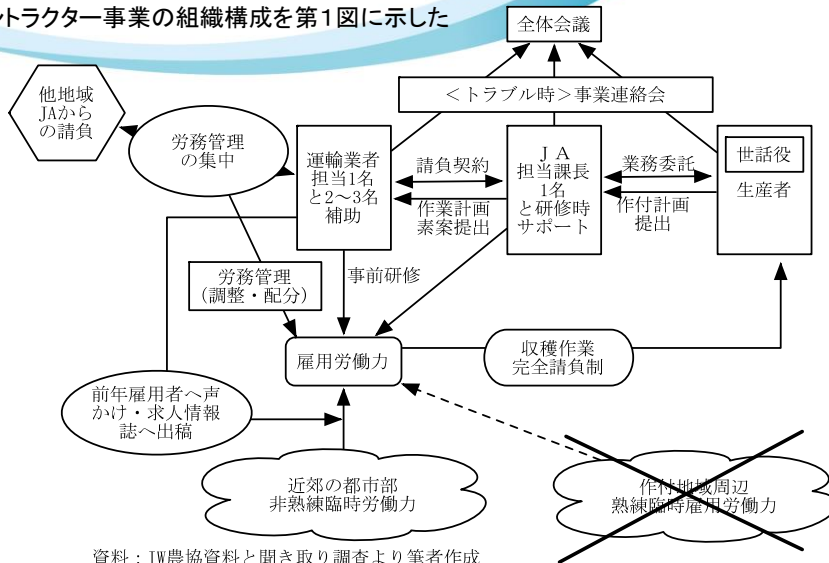 ントラクター事業の組織構成を第1図に示した
全体会議
＜トラブル時＞事業連絡会
他地域
JAから
の請負
労務管理
の集中
運輸業者
担当1名
と2～3名
補助
請負契約
作業計画
素案提出
ＪＡ
担当課長
1名
と研修時
サポート
業務委託
作付計画
提出
世話役
生産者
労務管理
（調整・配分）
事前研修
雇用労働力
収穫作業
完全請負制
前年雇用者へ声
かけ・求人情報
誌へ出稿
近郊の都市部
非熟練臨時労働力
作付地域周辺
熟練臨時雇用労働力
資料：IW農協資料と聞き取り調査より筆者作成